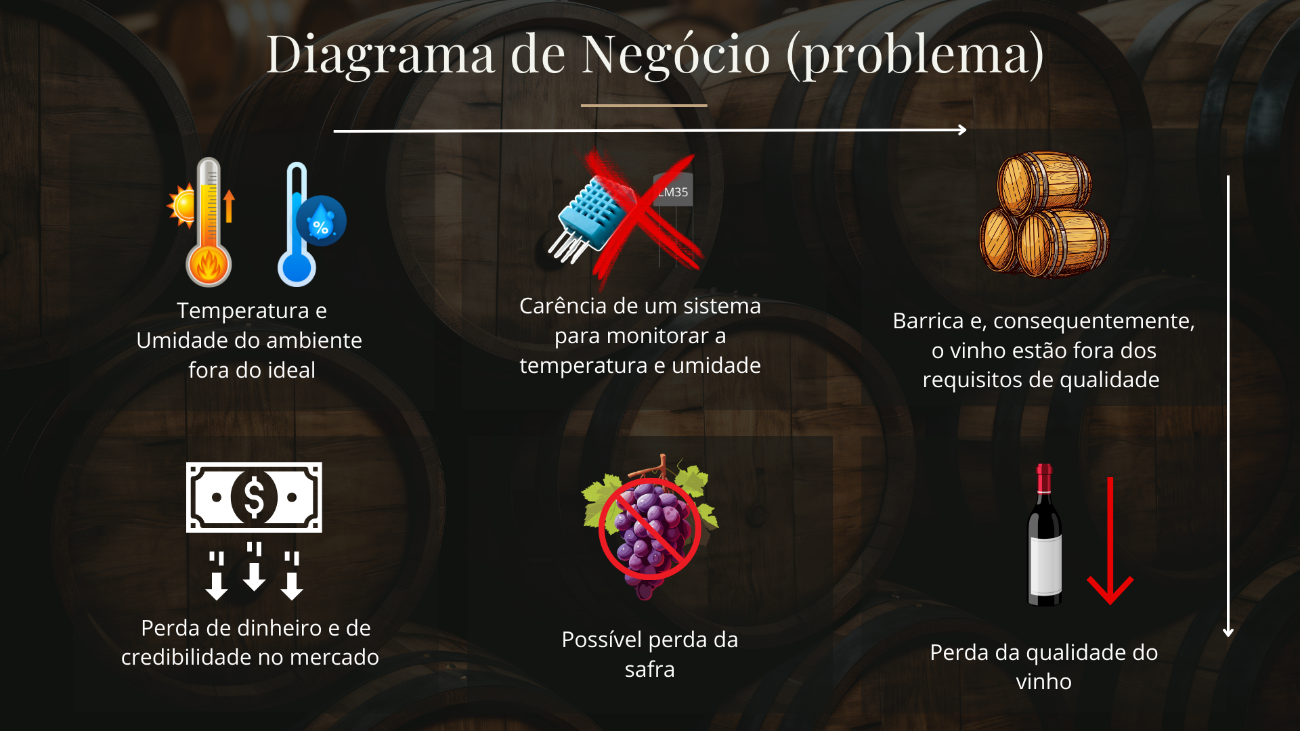 Diagrama de Negócio (problema)
%
LM35
Temperatura e
Umidade do ambiente
fora do ideal
Carência de um sistema
para monitorar a
temperatura e umidade
Barrica e, consequentemente,
o vinho estão fora dos
requisitos de qualidade
$
Perda de dinheiro e de
credibilidade no mercado
Possível perda da
safra
Perda da qualidade do
vinho